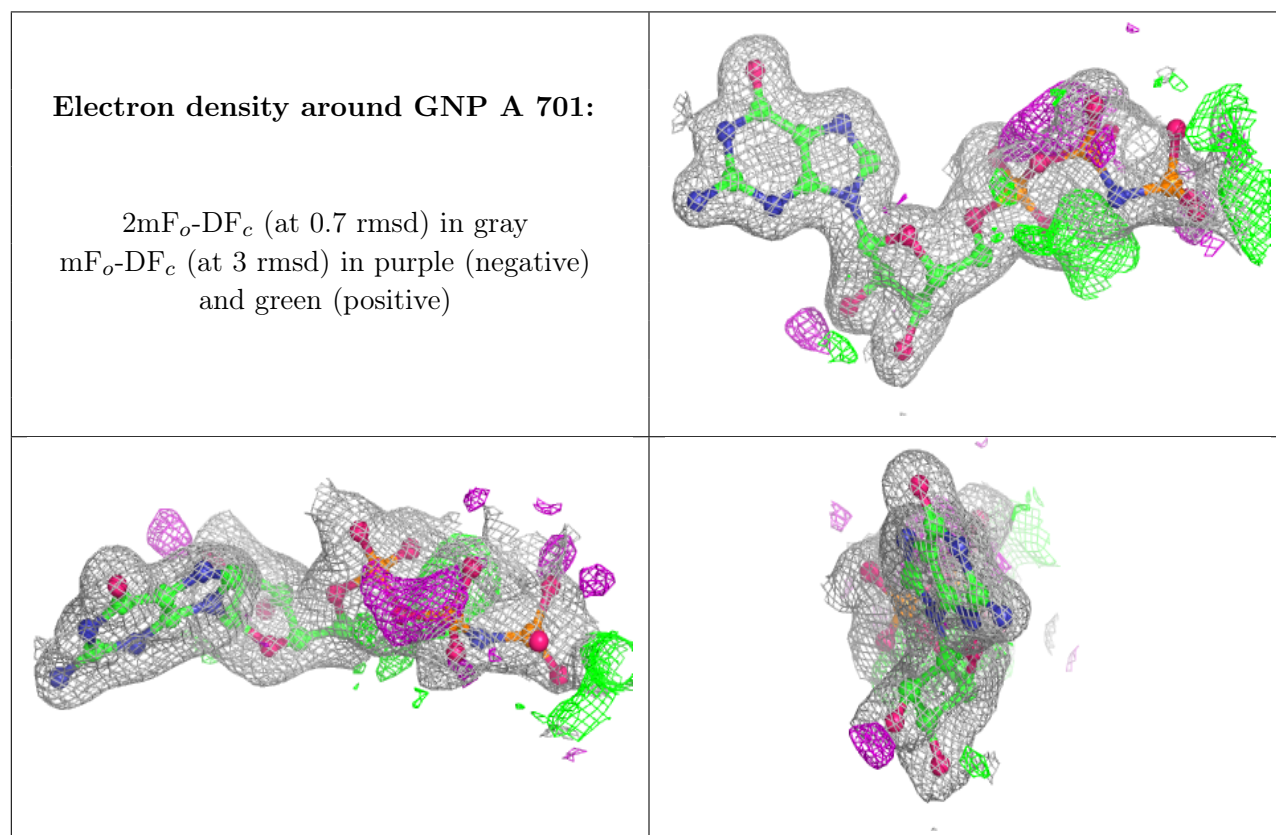 Electron density around GNP A 701:
2mFₒ-DF𝒸 (at 0.7 rmsd) in gray
mFₒ-DF𝒸 (at 3 rmsd) in purple (negative)
and green (positive)